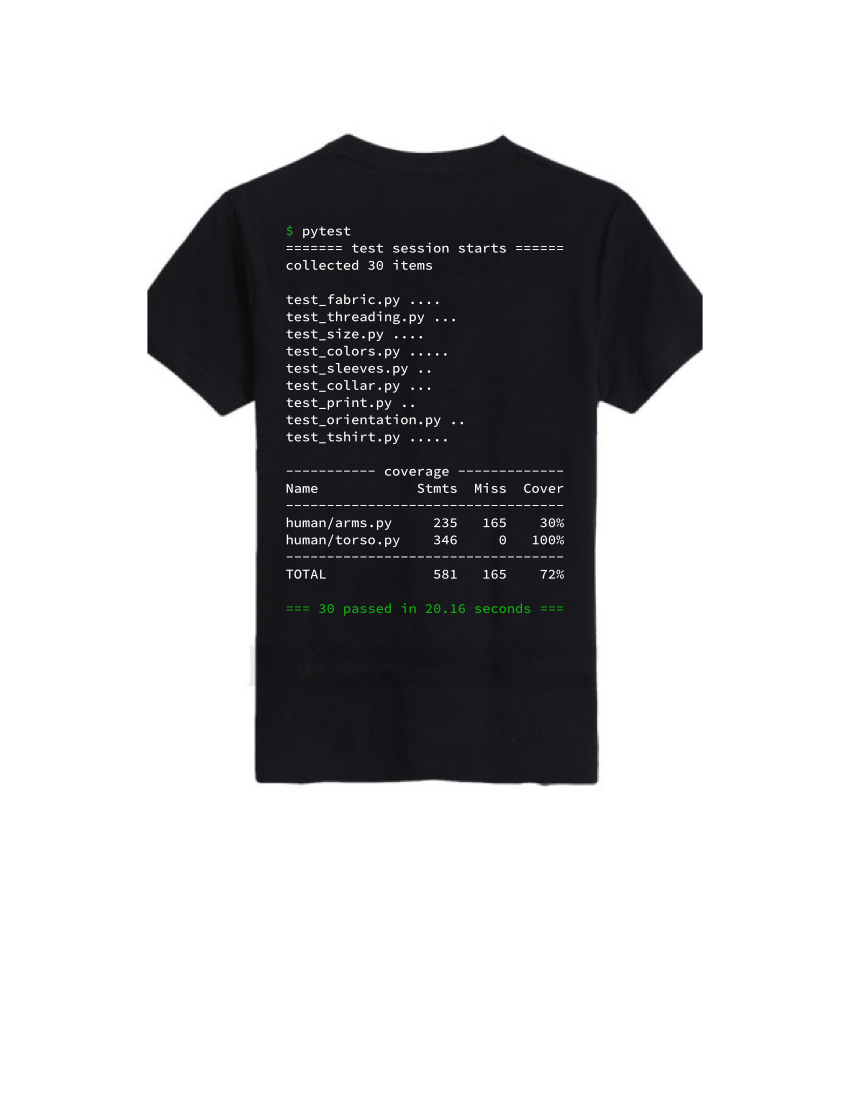 $ pytest
======= test session starts ======
collected 30 items
test_fabric.py ....
test_threading.py ...
test_size.py ....
test_colors.py .....
test_sleeves.py ..
test_collar.py ...
test_print.py ..
test_orientation.py ..
test_tshirt.py .....
----------- coverage -------------
Name            Stmts  Miss  Cover
----------------------------------
human/arms.py     235   165    30%
human/torso.py    346     0   100%
----------------------------------
TOTAL             581   165    72%
=== 30 passed in 20.16 seconds ===